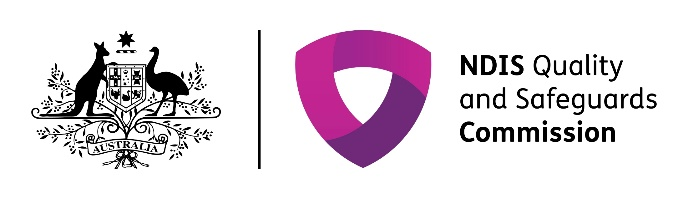 AUSTRALIA
NDIS Quality
and Safeguards
Commission